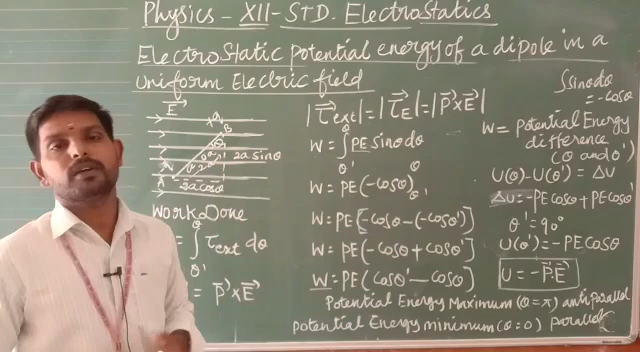 Physics - XII - STD. Electrostatics
Electrostatic potential energy of a dipole in a
uniform Electric field
E⃗
+q
B
2a sinθ
A
2a cosθ
Work Done
= ∫θ'^θ τext dθ
= P⃗ × E⃗
|τ⃗ext| = |τ⃗E| = |P⃗ × E⃗|
W = ∫θ'^θ PE sinθ dθ
W = PE (-cosθ)θ'^θ
W = PE [-cosθ - (-cosθ')]
W = PE (-cosθ + cosθ')
W = PE (cosθ' - cosθ)
∫sinθ dθ
= -cosθ
W = Potential Energy
difference
(θ and θ')
U(θ) - U(θ') = ΔU
ΔU = -PE cosθ + PE cosθ'
θ' = 90°
U(θ') = -PE cosθ
U = -P⃗.E⃗
Potential Energy Maximum (θ=π) antiparallel
potential Energy minimum (θ=0) parallel